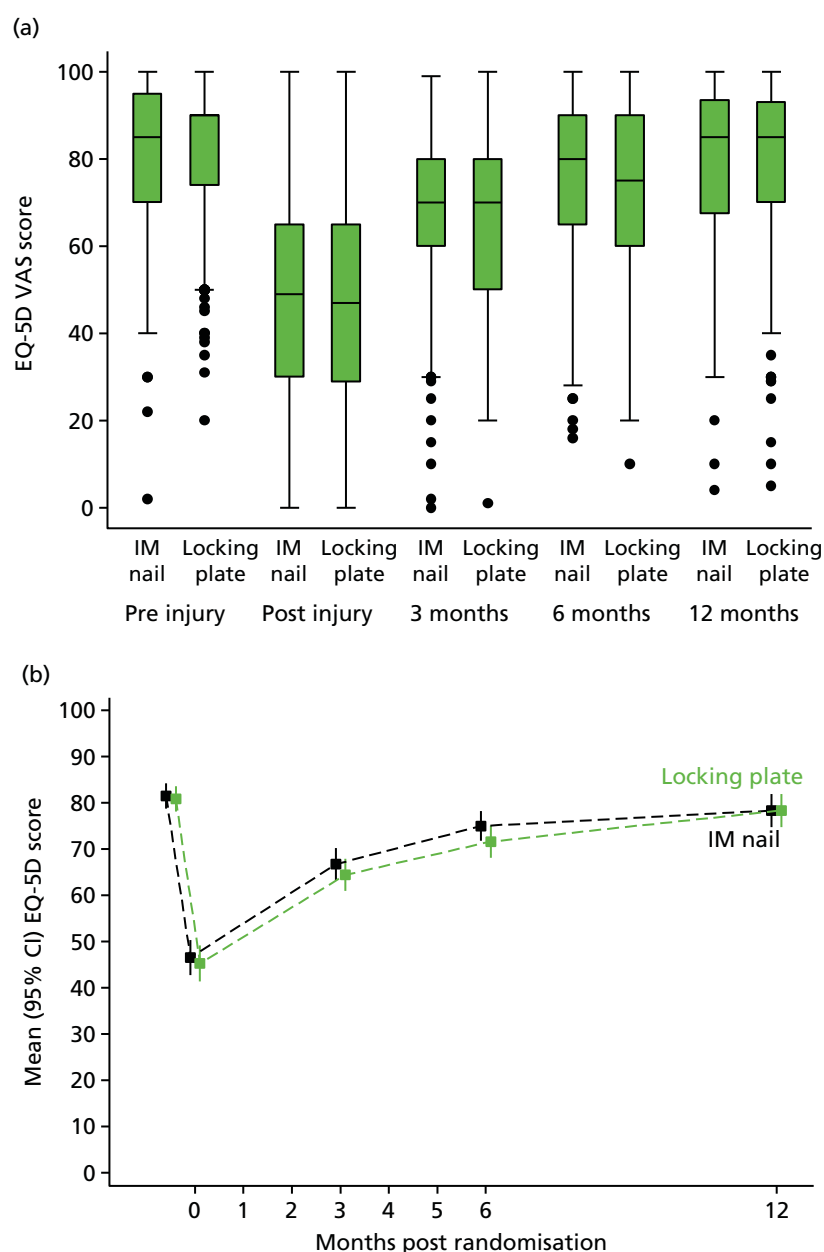 (a)
EQ-5D VAS score
100
80
60
40
20
0
IM nail
Locking plate
IM nail
Locking plate
IM nail
Locking plate
IM nail
Locking plate
IM nail
Locking plate
Pre injury
Post injury
3 months
6 months
12 months
(b)
Mean (95% CI) EQ-5D score
100
90
80
70
60
50
40
30
20
10
0
Locking plate
IM nail
0 1 2 3 4 5 6 12
Months post randomisation